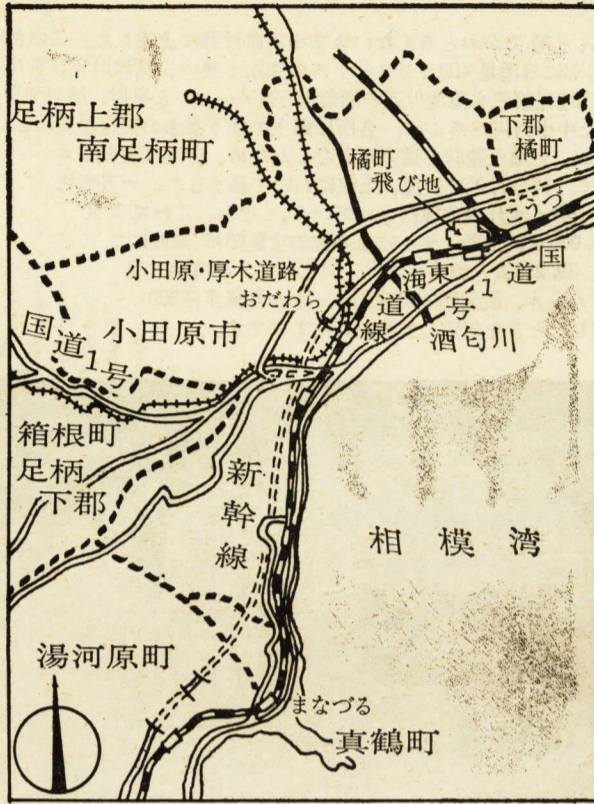 足柄上郡
南足柄町
下郡
橘町
橘町
飛び地
こうづ
小田原・厚木道路
おだわら
東海道線
国道1号
酒匂川
小田原市
国道1号
箱根町
足柄
下郡
新幹線
相模湾
湯河原町
まなづる
真鶴町